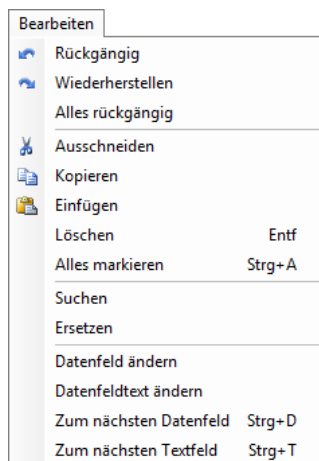 Bearbeiten
Rückgängig
Wiederherstellen
Alles rückgängig
Ausschneiden
Kopieren
Einfügen
Löschen Entf
Alles markieren Strg+A
Suchen
Ersetzen
Datenfeld ändern
Datenfeldtext ändern
Zum nächsten Datenfeld Strg+D
Zum nächsten Textfeld Strg+T